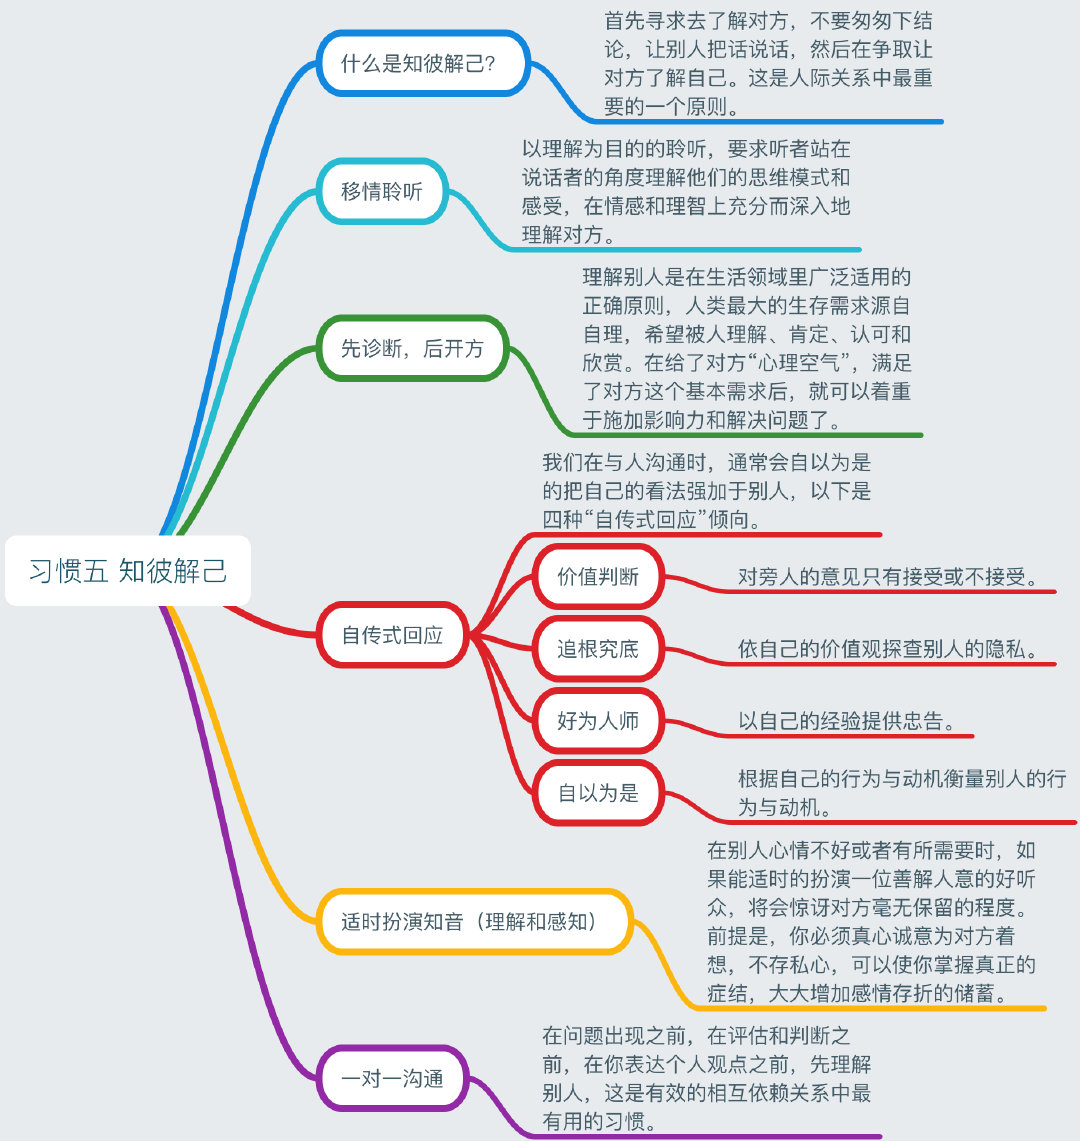 习惯五 知彼解己
什么是知彼解己？
首先寻求去了解对方，不要匆匆下结
论，让别人把话说话，然后在争取让
对方了解自己。这是人际关系中最重
要的一个原则。
移情聆听
以理解为目的的聆听，要求听者站在
说话者的角度理解他们的思维模式和
感受，在情感和理智上充分而深入地
理解对方。
先诊断，后开方
理解别人是在生活领域里广泛适用的
正确原则，人类最大的生存需求源自
自理，希望被人理解、肯定、认可和
欣赏。在给了对方“心理空气”，满足
了对方这个基本需求后，就可以着重
于施加影响力和解决问题了。
自传式回应
我们在与人沟通时，通常会自以为是
的把自己的看法强加于别人，以下是
四种“自传式回应”倾向。
价值判断
对旁人的意见只有接受或不接受。
追根究底
依自己的价值观探查别人的隐私。
好为人师
以自己的经验提供忠告。
自以为是
根据自己的行为与动机衡量别人的行
为与动机。
适时扮演知音（理解和感知）
在别人心情不好或者有所需要时，如
果能适时的扮演一位善解人意的好听
众，将会惊讶对方毫无保留的程度。
前提是，你必须真心诚意为对方着
想，不存私心，可以使你掌握真正的
症结，大大增加感情存折的储蓄。
一对一沟通
在问题出现之前，在评估和判断之
前，在你表达个人观点之前，先理解
别人，这是有效的相互依赖关系中最
有用的习惯。